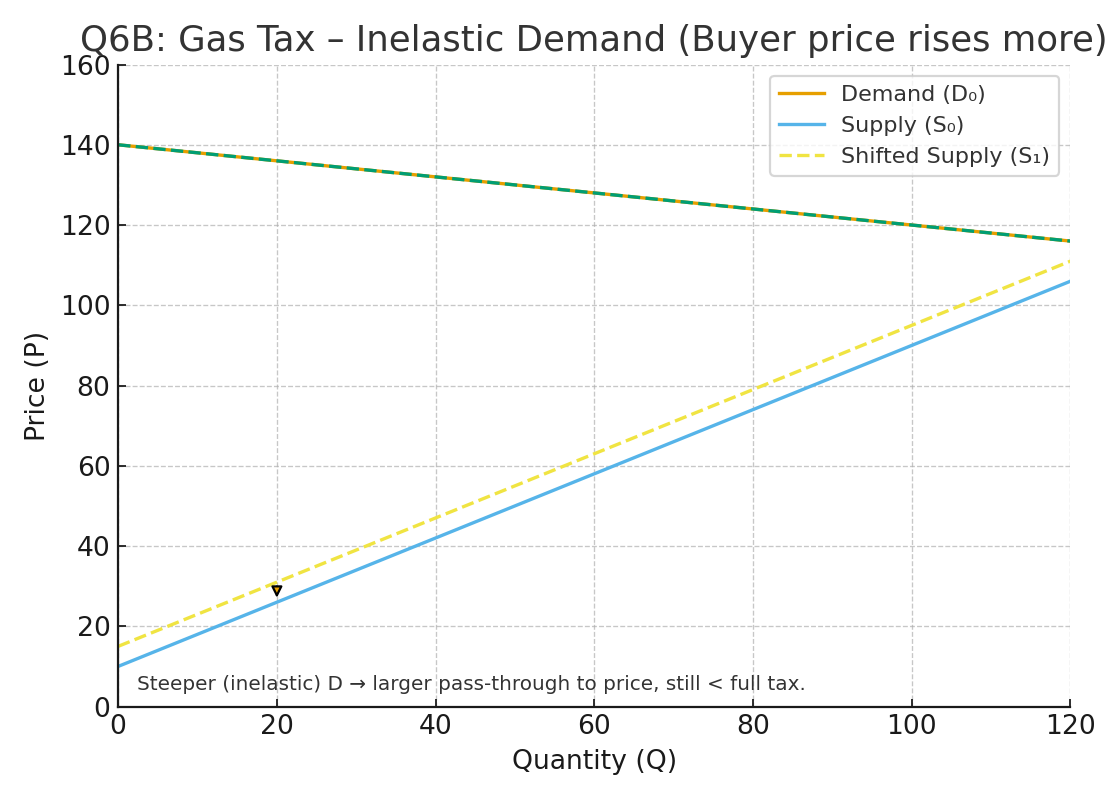 Q6B: Gas Tax – Inelastic Demand (Buyer price rises more)
Demand (D₀)
Supply (S₀)
Shifted Supply (S₁)
160
140
120
100
80
60
40
20
0
Price (P)
Steeper (inelastic) D → larger pass-through to price, still < full tax.
0 20 40 60 80 100 120
Quantity (Q)